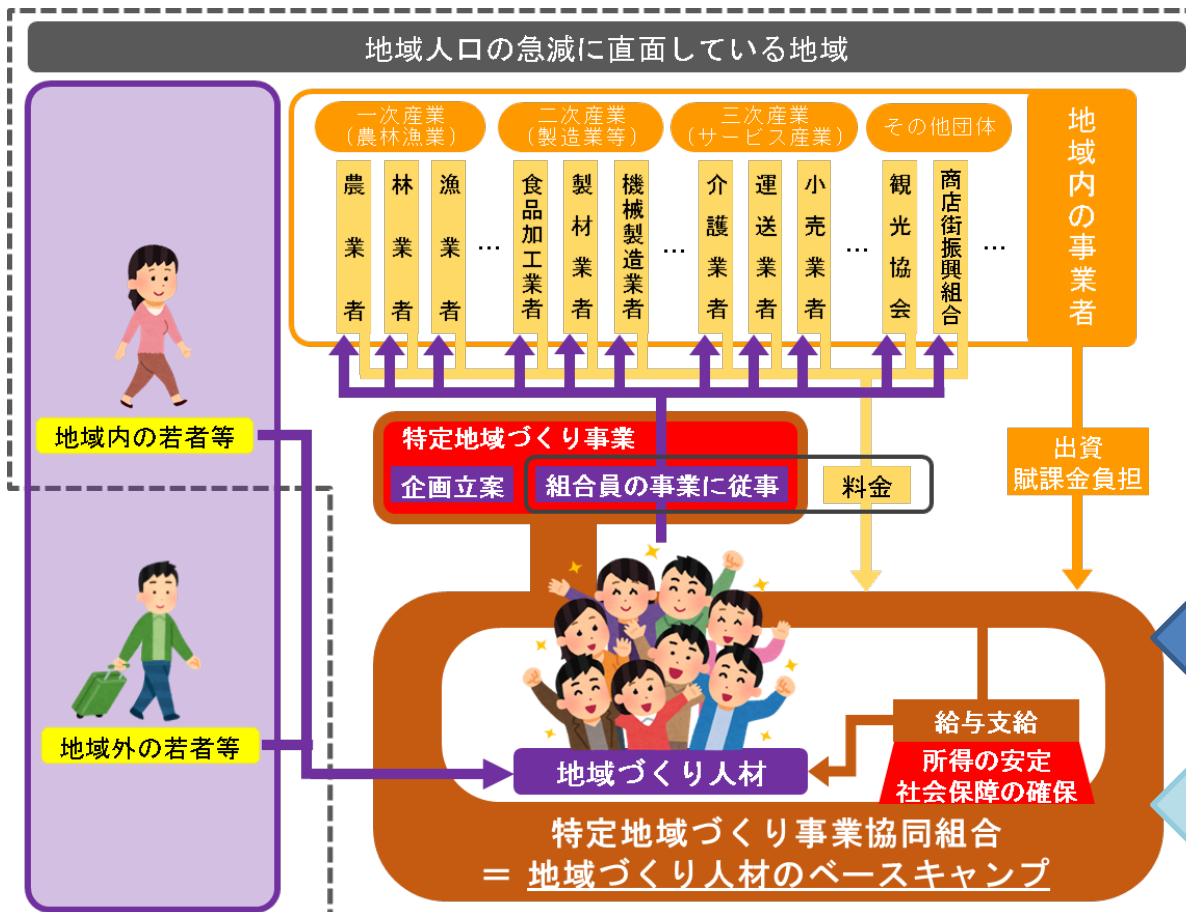 地域人口の急減に直面している地域
一次産業
(農林漁業)
二次産業
(製造業等)
三次産業
(サービス産業)
その他団体
農業者
林業者
漁業者
…
食品加工業者
製材業者
機械製造業者
…
介護業者
運送業者
小売業者
…
観光協会
商店街振興組合
…
地域内の事業者
地域内の若者等
特定地域づくり事業
企画立案
組合員の事業に従事
料金
出資
賦課金負担
地域外の若者等
地域づくり人材
給与支給
所得の安定
社会保障の確保
特定地域づくり事業協同組合
＝ 地域づくり人材のベースキャンプ